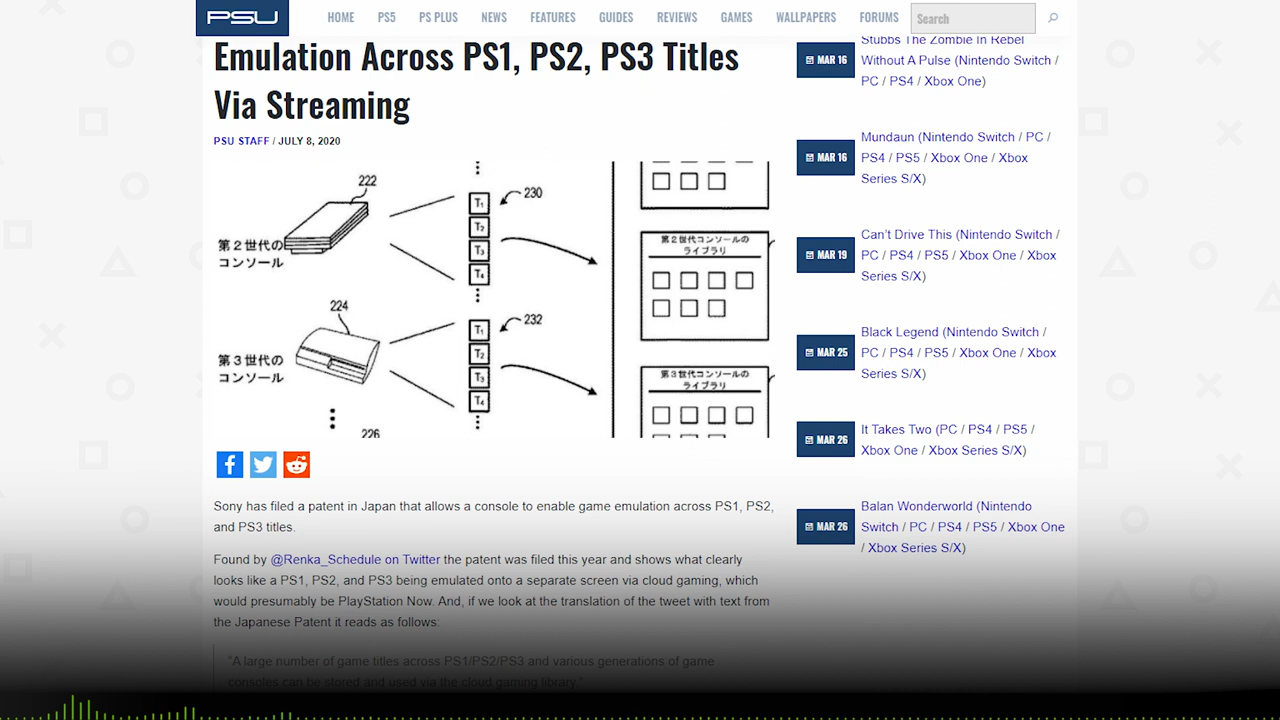 PSU
HOME PS5 PS PLUS NEWS FEATURES GUIDES REVIEWS GAMES WALLPAPERS FORUMS Search
Emulation Across PS1, PS2, PS3 Titles
Via Streaming
PSU STAFF / JULY 8, 2020
222
230
第2世代の
コンソール
T1
T2
T3
T4
第2世代コンソールの
ライブラリ
224
232
第3世代の
コンソール
T1
T2
T3
T4
第3世代コンソールの
ライブラリ
226
Sony has filed a patent in Japan that allows a console to enable game emulation across PS1, PS2,
and PS3 titles.
Found by @Renka_Schedule on Twitter the patent was filed this year and shows what clearly
looks like a PS1, PS2, and PS3 being emulated onto a separate screen via cloud gaming, which
would presumably be PlayStation Now. And, if we look at the translation of the tweet with text from
the Japanese Patent it reads as follows:
"A large number of game titles across PS1/PS2/PS3 and various generations of game
consoles can be stored and used via the cloud gaming library."
MAR 16
Stubbs The Zombie In Rebel
Without A Pulse (Nintendo Switch /
PC / PS4 / Xbox One)
MAR 16
Mundaun (Nintendo Switch / PC /
PS4 / PS5 / Xbox One / Xbox
Series S/X)
MAR 19
Can't Drive This (Nintendo Switch /
PC / PS4 / PS5 / Xbox One / Xbox
Series S/X)
MAR 25
Black Legend (Nintendo Switch /
PC / PS4 / PS5 / Xbox One / Xbox
Series S/X)
MAR 26
It Takes Two (PC / PS4 / PS5 /
Xbox One / Xbox Series S/X)
MAR 26
Balan Wonderworld (Nintendo
Switch / PC / PS4 / PS5 / Xbox One
/ Xbox Series S/X)